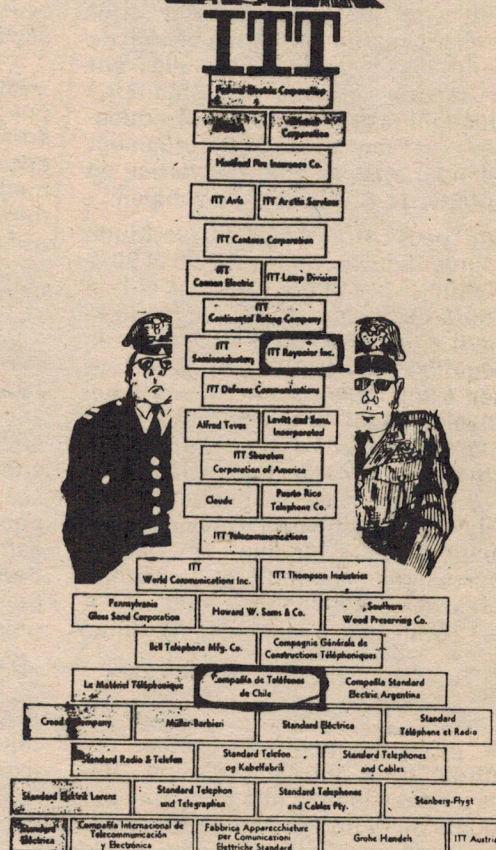 ITT
Federal Electric Corporation
Corporation
Hartford Fire Insurance Co.
ITT Avis
ITT Arctic Services
ITT Canteen Corporation
ITT
Cannon Electric
ITT-Lamp Division
ITT
Continental Baking Company
ITT
Semiconductors
ITT Rayonier Inc.
ITT Defense Communications
Alfred Teves
Levitt and Sons,
Incorporated
ITT Sheraton
Corporation of America
Claude
Puerto Rico
Telephone Co.
ITT Telecommunications
ITT
World Communications Inc.
ITT Thompson Industries
Pennsylvania
Glass Sand Corporation
Howard W. Sams & Co.
Southern
Wood Preserving Co.
Bell Telephone Mfg. Co.
Compagnie Générale de
Constructions Téléphoniques
Le Matériel Téléphonique
Compañía de Teléfonos
de Chile
Compañía Standard
Electric Argentina
Creed Company
Müller-Barbieri
Standard Eléctrica
Standard
Téléphone et Radio
Standard Radio & Telefon
Standard Telefon
og Kabelfabrik
Standard Telephones
and Cables
Standard Elektrik Lorenz
Standard Telephon
und Telegraphen
Standard Telephones
and Cables Pty.
Stanberg-Flygt
Standard
Eléctrica
Compañía Internacional de
Telecommunicación
y Electrónica
Fabbrica Apparecchieture
per Comunicazioni
Elettriche Standard
Grohe Handels
ITT Austria